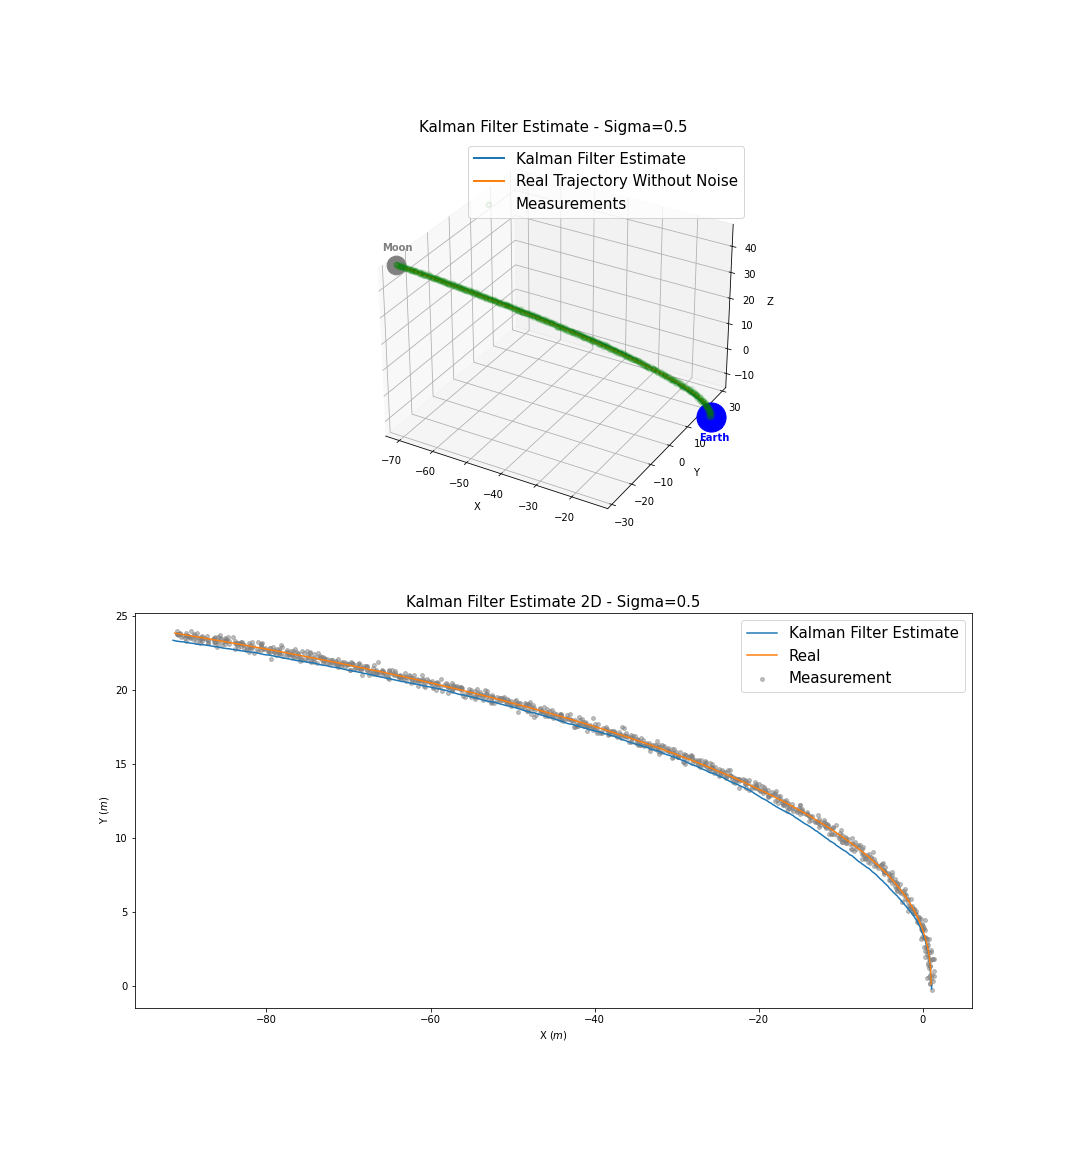 Kalman Filter Estimate - Sigma=0.5
Kalman Filter Estimate
Real Trajectory Without Noise
Measurements
Moon
40
30
20
Z
10
0
−10
30
Earth
10
0
Y
−10
−20
−30
−70
−60
−50
−40
−30
−20
X
Kalman Filter Estimate 2D - Sigma=0.5
25
20
15
10
5
0
Y (m)
Kalman Filter Estimate
Real
Measurement
−80
−60
−40
−20
0
X (m)